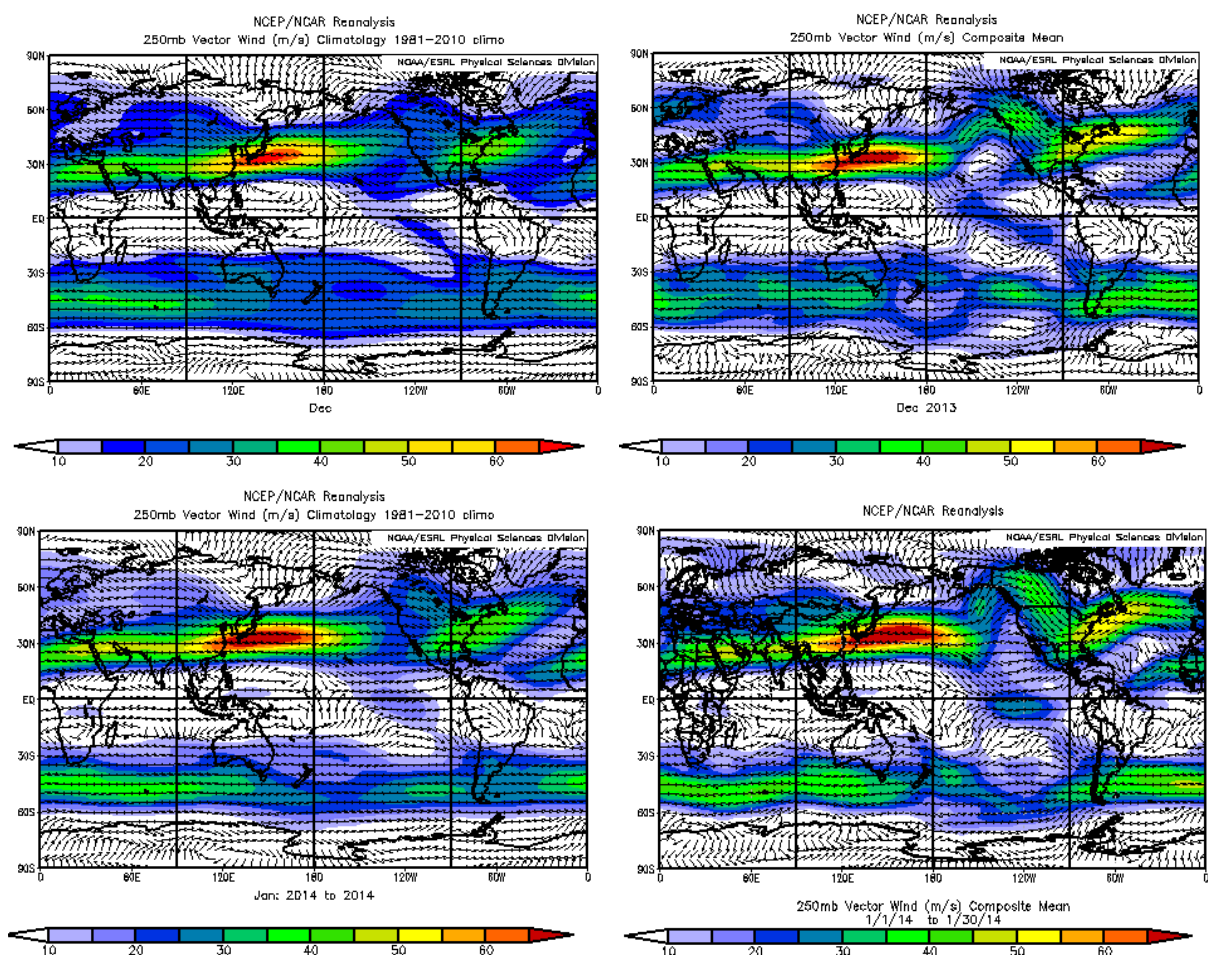 NCEP/NCAR Reanalysis
250mb Vector Wind (m/s) Climatology 1981-2010 climo
NOAA/ESRL Physical Sciences Division
90N
60N
30N
EQ
30S
60S
90S
0 60E 120E 180 120W 60W 0
Dec
10 20 30 40 50 60
NCEP/NCAR Reanalysis
250mb Vector Wind (m/s) Composite Mean
NOAA/ESRL Physical Sciences Division
90N
60N
30N
EQ
30S
60S
90S
0 60E 120E 180 120W 60W 0
Dec 2013
10 20 30 40 50 60
NCEP/NCAR Reanalysis
250mb Vector Wind (m/s) Climatology 1981-2010 climo
NOAA/ESRL Physical Sciences Division
90N
60N
30N
EQ
30S
60S
90S
0 60E 120E 180 120W 60W 0
Jan: 2014 to 2014
10 20 30 40 50 60
NCEP/NCAR Reanalysis
NOAA/ESRL Physical Sciences Division
90N
60N
30N
EQ
30S
60S
90S
0 60E 120E 180 120W 60W 0
250mb Vector Wind (m/s) Composite Mean
1/1/14 to 1/30/14
10 20 30 40 50 60